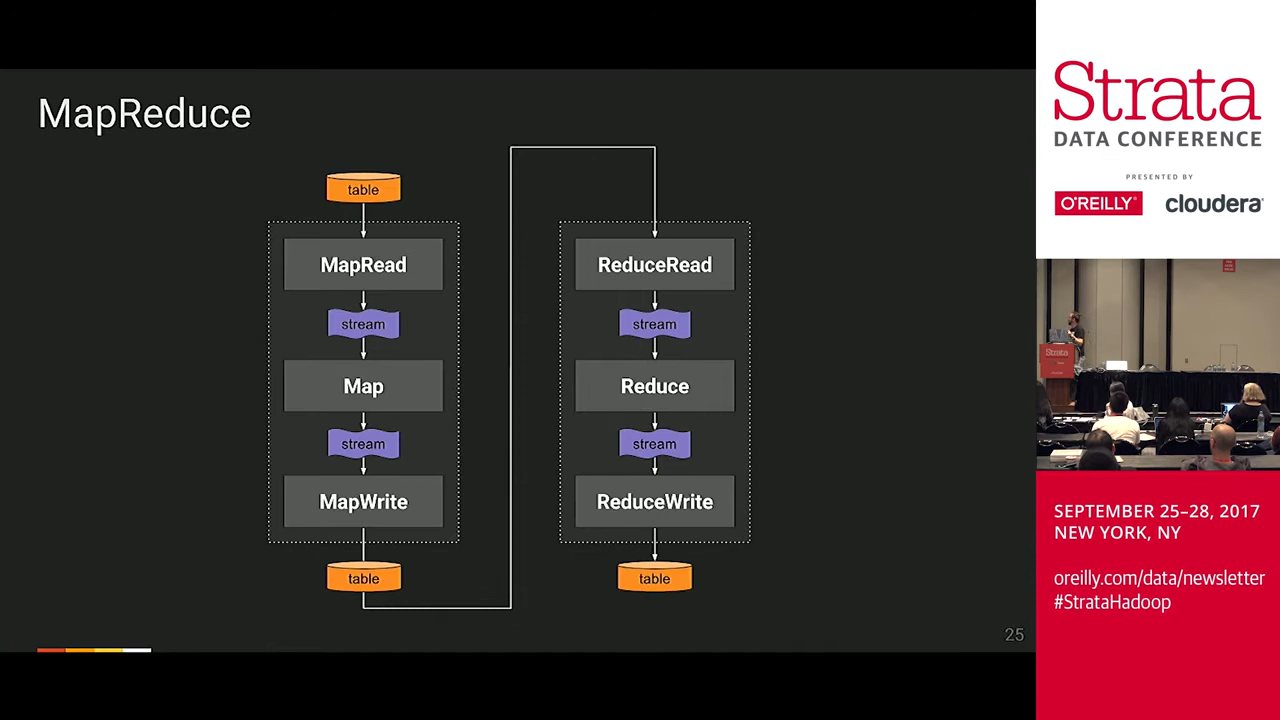 MapReduce
table
MapRead
stream
Map
stream
MapWrite
table
ReduceRead
stream
Reduce
stream
ReduceWrite
table
25
Strata
DATA CONFERENCE
PRESENTED BY
O'REILLY®
cloudera
Strata
SEPTEMBER 25–28, 2017
NEW YORK, NY
oreilly.com/data/newsletter
#StrataHadoop